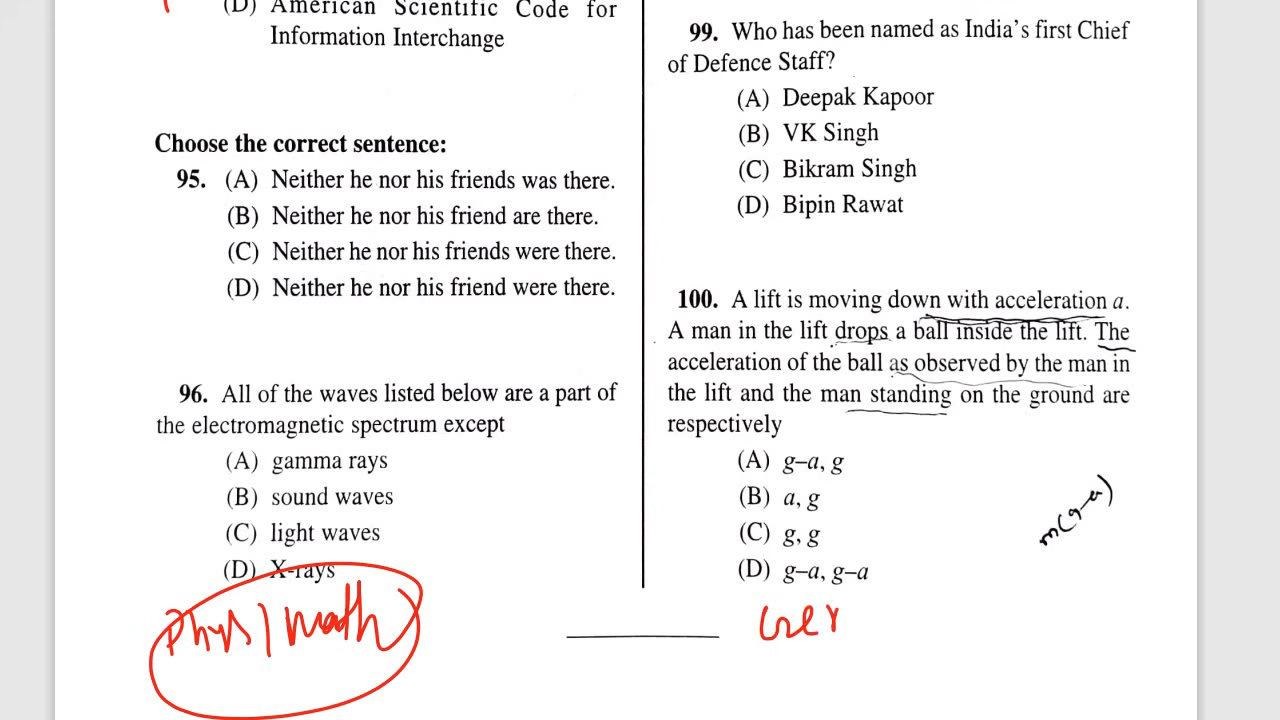 (D) American Scientific Code for
Information Interchange
Choose the correct sentence:
95. (A) Neither he nor his friends was there.
(B) Neither he nor his friend are there.
(C) Neither he nor his friends were there.
(D) Neither he nor his friend were there.
96. All of the waves listed below are a part of
the electromagnetic spectrum except
(A) gamma rays
(B) sound waves
(C) light waves
(D) X-rays
Phys | math
99. Who has been named as India's first Chief
of Defence Staff?
(A) Deepak Kapoor
(B) VK Singh
(C) Bikram Singh
(D) Bipin Rawat
100. A lift is moving down with acceleration a.
A man in the lift drops a ball inside the lift. The
acceleration of the ball as observed by the man in
the lift and the man standing on the ground are
respectively
(A) g–a, g
(B) a, g
(C) g, g
(D) g–a, g–a
m(g-a)